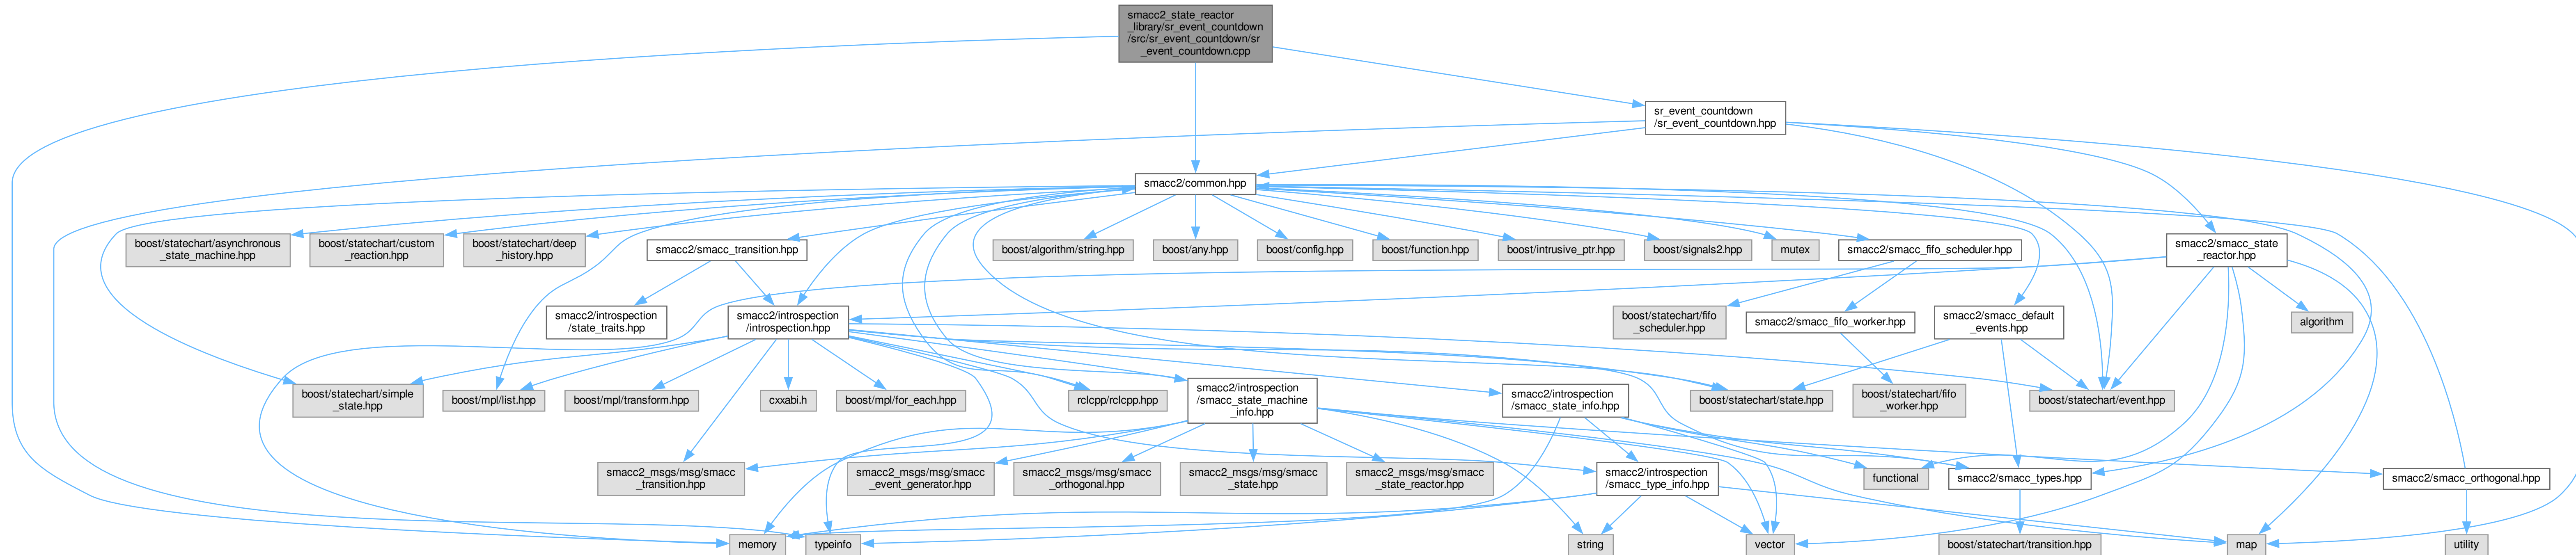 smacc2_state_reactor
_library/sr_event_countdown
/src/sr_event_countdown/sr
_event_countdown.cpp
sr_event_countdown
/sr_event_countdown.hpp
smacc2/common.hpp
boost/statechart/asynchronous
_state_machine.hpp
boost/statechart/custom
_reaction.hpp
boost/statechart/deep
_history.hpp
smacc2/smacc_transition.hpp
boost/algorithm/string.hpp
boost/any.hpp
boost/config.hpp
boost/function.hpp
boost/intrusive_ptr.hpp
boost/signals2.hpp
mutex
smacc2/smacc_fifo_scheduler.hpp
smacc2/smacc_state
_reactor.hpp
smacc2/introspection
/state_traits.hpp
smacc2/introspection
/introspection.hpp
boost/statechart/fifo
_scheduler.hpp
smacc2/smacc_fifo_worker.hpp
smacc2/smacc_default
_events.hpp
algorithm
boost/statechart/simple
_state.hpp
boost/mpl/list.hpp
boost/mpl/transform.hpp
cxxabi.h
boost/mpl/for_each.hpp
rclcpp/rclcpp.hpp
smacc2/introspection
/smacc_state_machine
_info.hpp
smacc2/introspection
/smacc_state_info.hpp
boost/statechart/state.hpp
boost/statechart/fifo
_worker.hpp
boost/statechart/event.hpp
smacc2_msgs/msg/smacc
_transition.hpp
smacc2_msgs/msg/smacc
_event_generator.hpp
smacc2_msgs/msg/smacc
_orthogonal.hpp
smacc2_msgs/msg/smacc
_state.hpp
smacc2_msgs/msg/smacc
_state_reactor.hpp
smacc2/introspection
/smacc_type_info.hpp
functional
smacc2/smacc_types.hpp
smacc2/smacc_orthogonal.hpp
memory
typeinfo
string
vector
boost/statechart/transition.hpp
map
utility